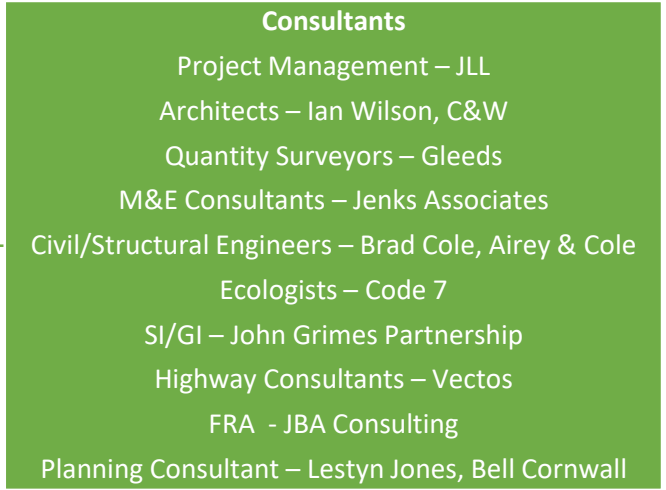 Consultants
Project Management – JLL
Architects – Ian Wilson, C&W
Quantity Surveyors – Gleeds
M&E Consultants – Jenks Associates
Civil/Structural Engineers – Brad Cole, Airey & Cole
Ecologists – Code 7
SI/GI – John Grimes Partnership
Highway Consultants – Vectos
FRA - JBA Consulting
Planning Consultant – Lestyn Jones, Bell Cornwall